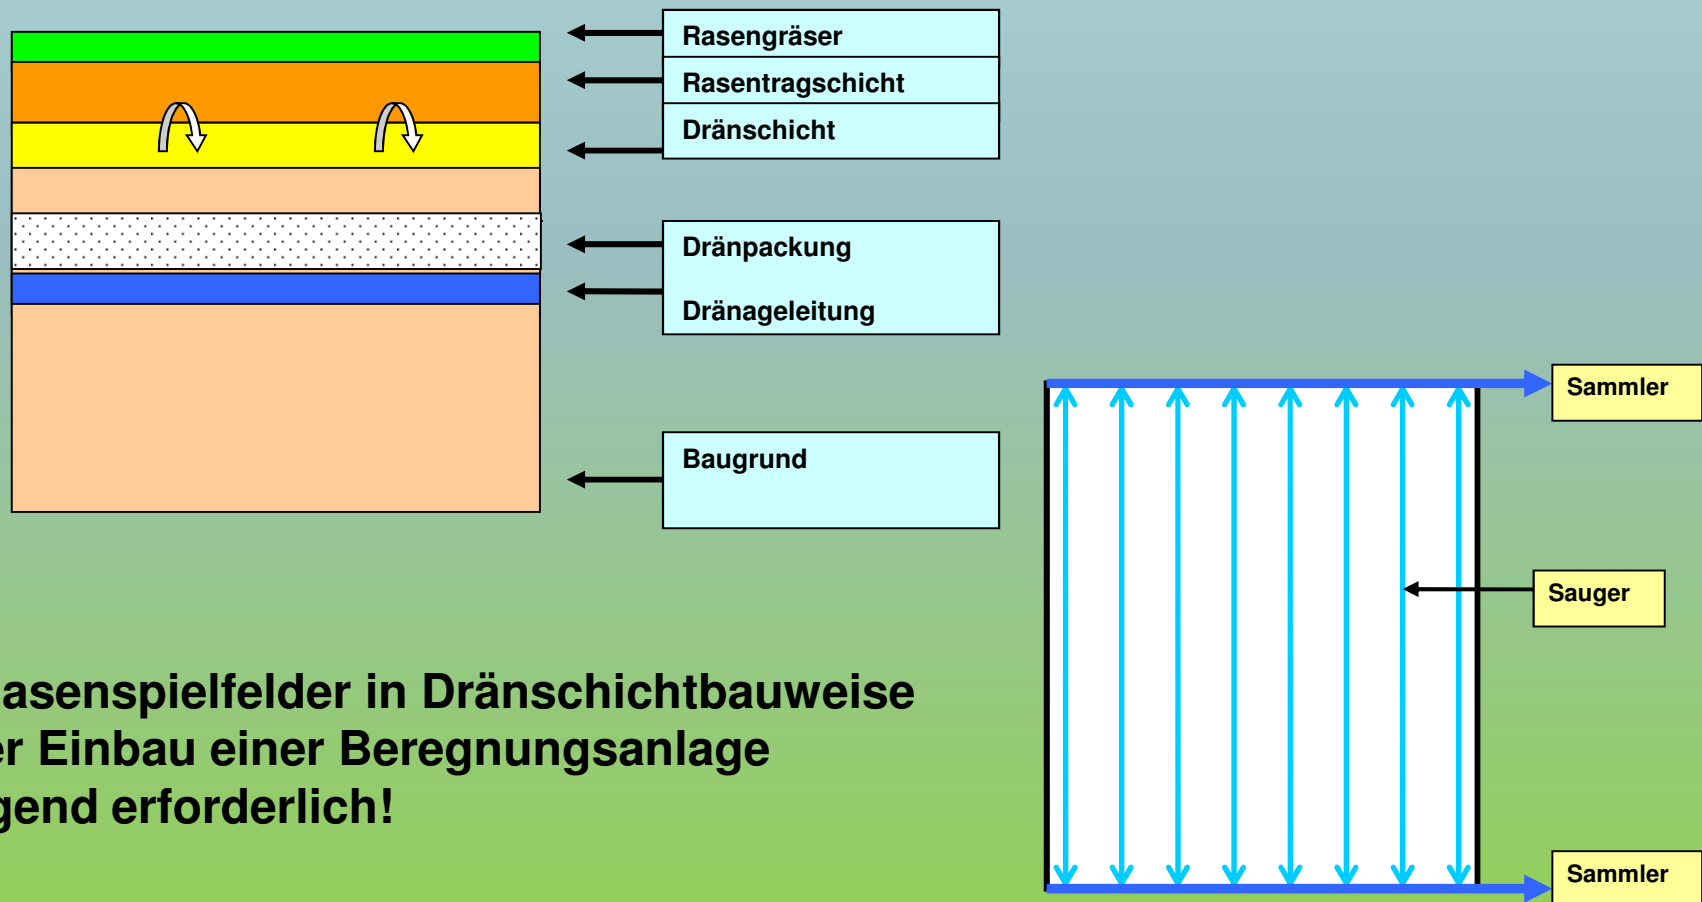 Rasengräser
Rasentragschicht
Dränschicht
Dränpackung
Dränageleitung
Baugrund
Sammler
Sauger
Sammler
asenspielfelder in Dränschichtbauweise
er Einbau einer Beregnungsanlage
gend erforderlich!